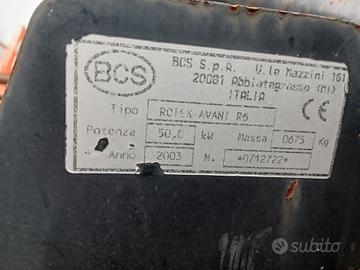 BCS
BCS S.p.A. V.le Mazzini 161
20081 Abbiategrasso (MI)
ITALIA
CE
Tipo ROTEX AVANT R6
Potenza 50,0 kW Massa 0675 Kg
Anno 2003 N. *0712722*
subito